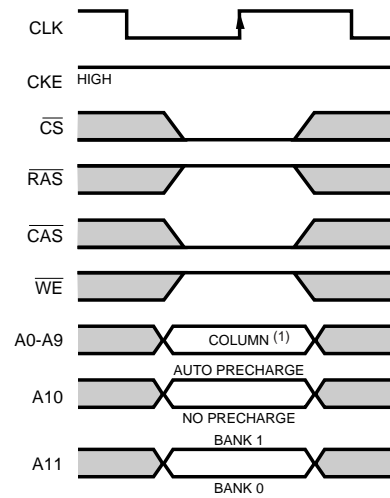 CLK
CKE HIGH
CS
RAS
CAS
WE
A0-A9 COLUMN (1)
AUTO PRECHARGE
A10
NO PRECHARGE
BANK 1
A11
BANK 0